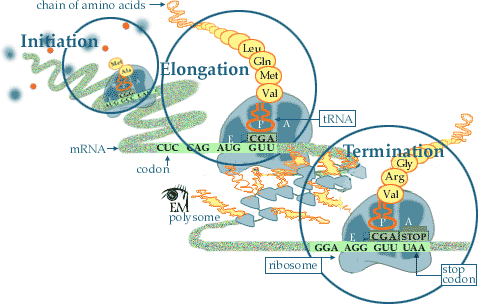 chain of amino acids
Initiation
Met
Ala
Elongation
Leu
Gln
Met
Val
tRNA
E P A
CGA
mRNA
CUC CAG AUG GUU
codon
Termination
Gly
Arg
Val
EM
polysome
E P A
CGA STOP
GGA AGG GUU UAA
ribosome
stop
codon